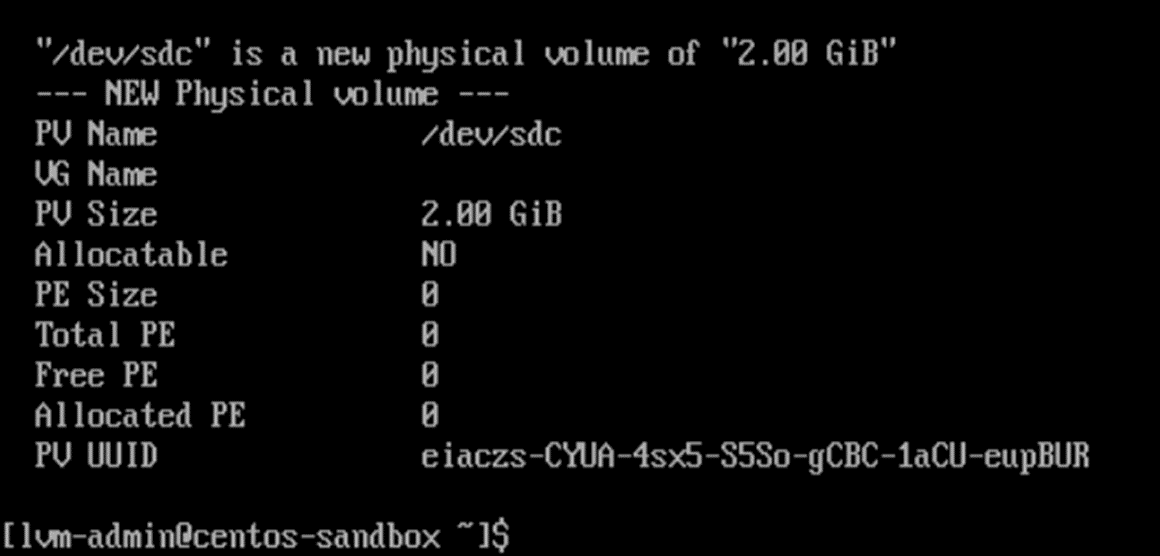 "/dev/sdc" is a new physical volume of "2.00 GiB"
--- NEW Physical volume ---
PV Name /dev/sdc
VG Name
PV Size 2.00 GiB
Allocatable NO
PE Size 0
Total PE 0
Free PE 0
Allocated PE 0
PV UUID eiaczs-CYUA-4sx5-S5So-gCBC-1aCU-eupBUR
[lvm-admin@centos-sandbox ~]$